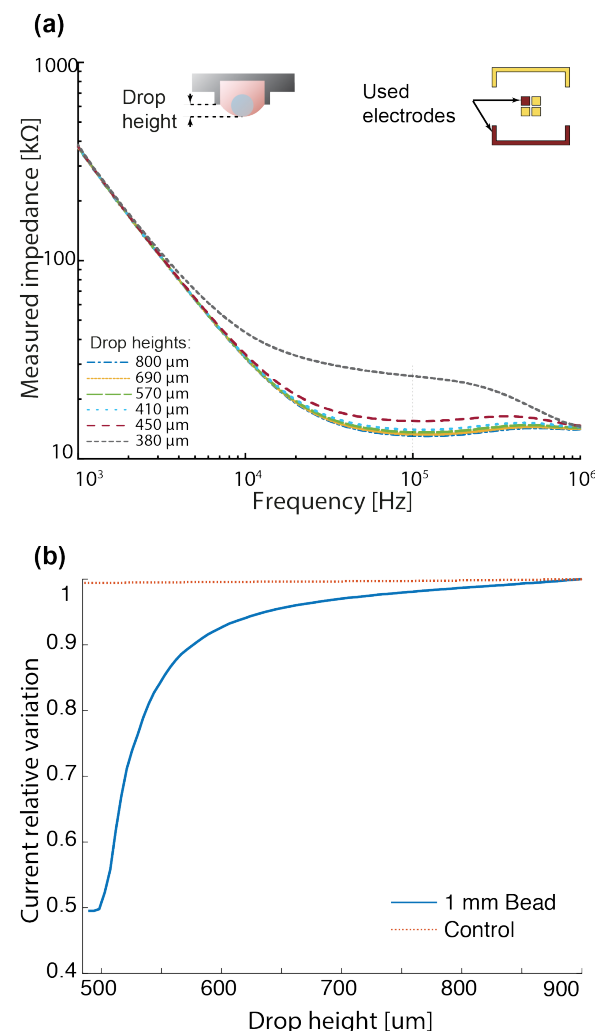 (a)
1000
100
10
Measured impedance [kΩ]
Drop
height
Used
electrodes
Drop heights:
800 µm
690 µm
570 µm
410 µm
450 µm
380 µm
10³
10⁴
10⁵
10⁶
Frequency [Hz]
(b)
1
0.9
0.8
0.7
0.6
0.5
0.4
Current relative variation
1 mm Bead
Control
500
600
700
800
900
Drop height [um]